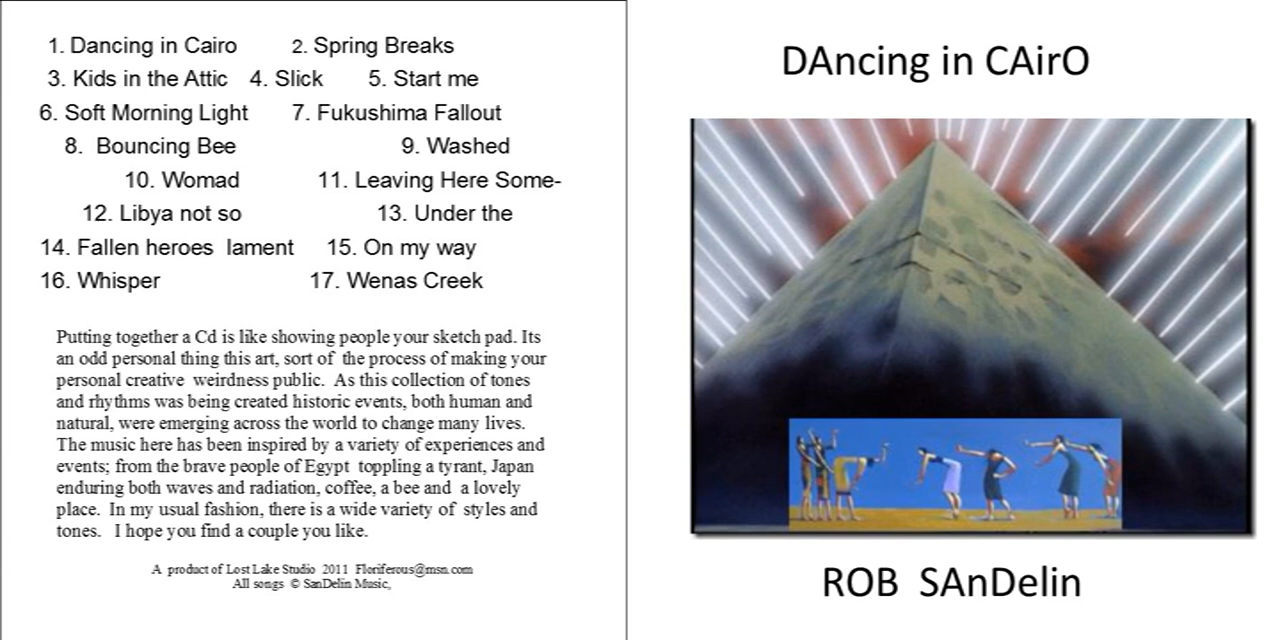 1. Dancing in Cairo 2. Spring Breaks
3. Kids in the Attic 4. Slick 5. Start me
6. Soft Morning Light 7. Fukushima Fallout
8. Bouncing Bee 9. Washed
10. Womad 11. Leaving Here Some-
12. Libya not so 13. Under the
14. Fallen heroes lament 15. On my way
16. Whisper 17. Wenas Creek
Putting together a Cd is like showing people your sketch pad. Its
an odd personal thing this art, sort of the process of making your
personal creative weirdness public. As this collection of tones
and rhythms was being created historic events, both human and
natural, were emerging across the world to change many lives.
The music here has been inspired by a variety of experiences and
events; from the brave people of Egypt toppling a tyrant, Japan
enduring both waves and radiation, coffee, a bee and a lovely
place. In my usual fashion, there is a wide variety of styles and
tones. I hope you find a couple you like.
A product of Lost Lake Studio 2011 Floriferous@msn.com
All songs © SanDelin Music,
DAncing in CAirO
ROB SAnDelin